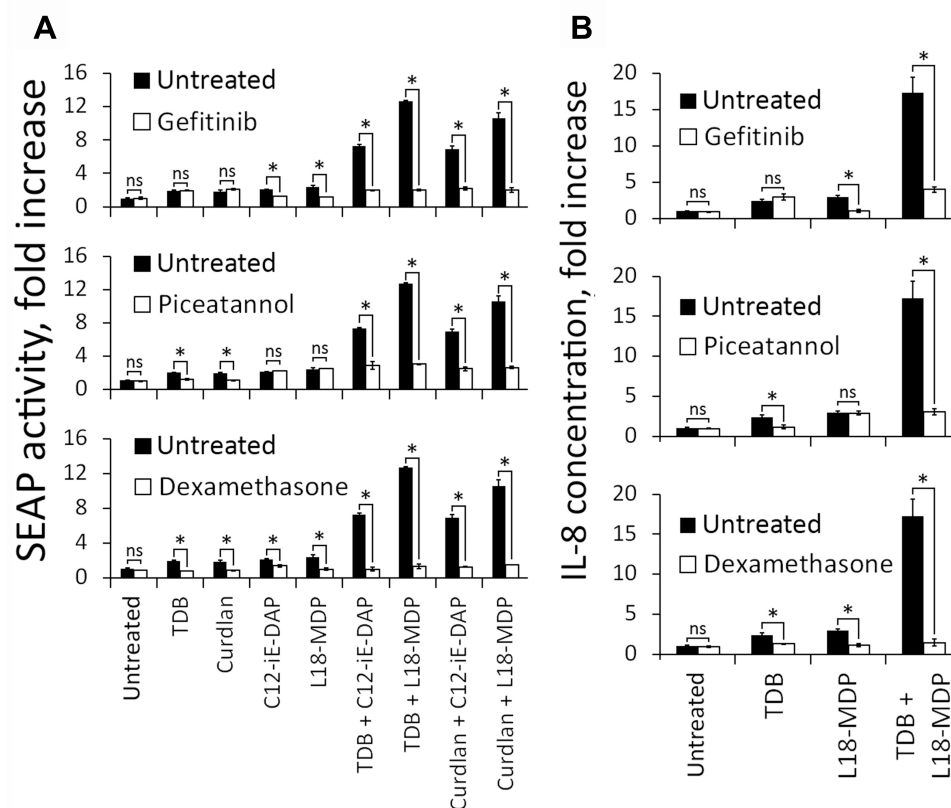 A
SEAP activity, fold increase
16
12
8
4
0
Untreated
Gefitinib
ns
ns
ns
*
*
*
*
*
*
16
12
8
4
0
Untreated
Piceatannol
ns
*
*
ns
ns
*
*
*
*
16
12
8
4
0
Untreated
Dexamethasone
ns
*
*
*
*
*
*
*
*
Untreated
TDB
Curdlan
C12-iE-DAP
L18-MDP
TDB + C12-iE-DAP
TDB + L18-MDP
Curdlan + C12-iE-DAP
Curdlan + L18-MDP
B
IL-8 concentration, fold increase
20
15
10
5
0
Untreated
Gefitinib
ns
ns
*
*
20
15
10
5
0
Untreated
Piceatannol
ns
*
ns
*
20
15
10
5
0
Untreated
Dexamethasone
ns
*
*
*
Untreated
TDB
L18-MDP
TDB +
L18-MDP